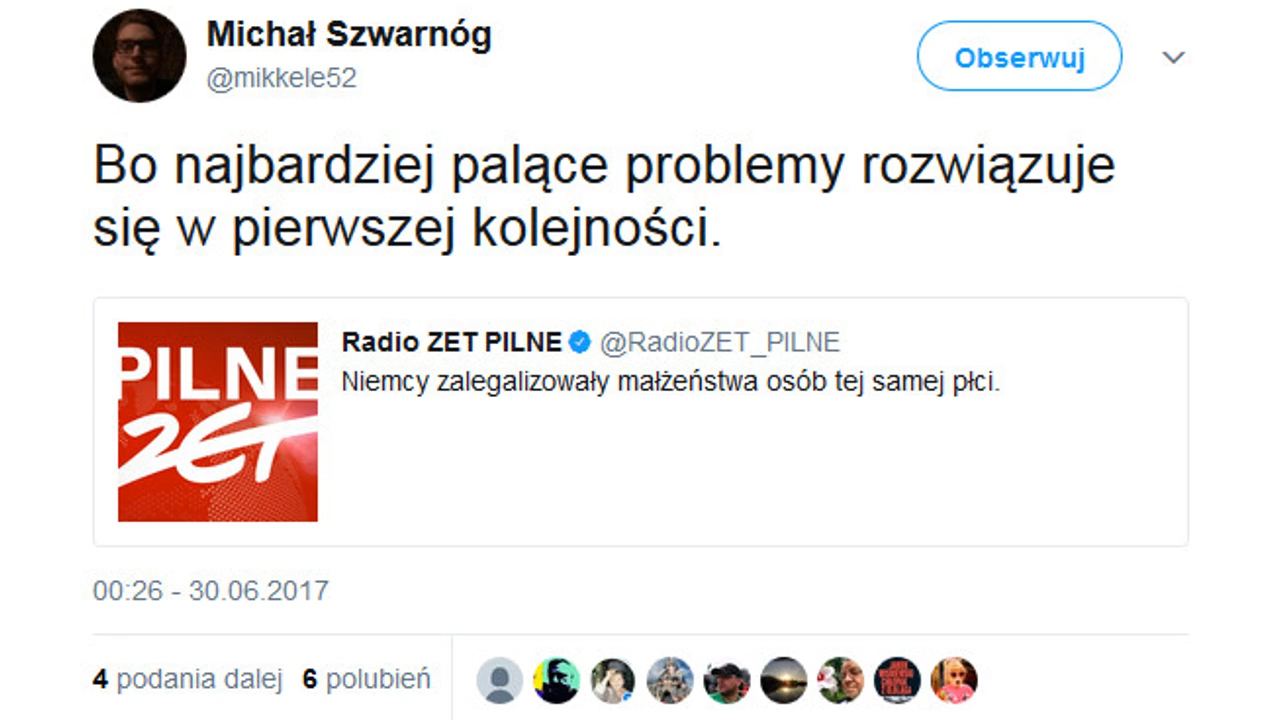 Michał Szwarnóg
@mikkele52
Obserwuj
Bo najbardziej palące problemy rozwiązuje
się w pierwszej kolejności.
PILNE
ZET
Radio ZET PILNE @RadioZET_PILNE
Niemcy zalegalizowały małżeństwa osób tej samej płci.
00:26 - 30.06.2017
4 podania dalej 6 polubień